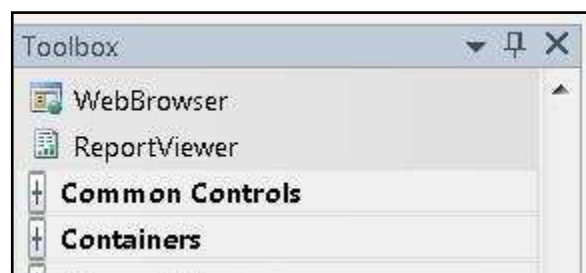 Toolbox
WebBrowser
ReportViewer
Common Controls
Containers